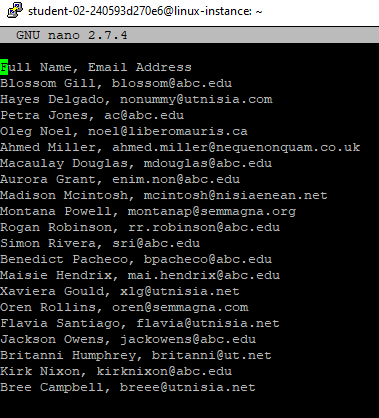 student-02-240593d270e6@linux-instance: ~
GNU nano 2.7.4
Full Name, Email Address
Blossom Gill, blossom@abc.edu
Hayes Delgado, nonummy@utnisia.com
Petra Jones, ac@abc.edu
Oleg Noel, noel@liberomauris.ca
Ahmed Miller, ahmed.miller@nequenonquam.co.uk
Macaulay Douglas, mdouglas@abc.edu
Aurora Grant, enim.non@abc.edu
Madison Mcintosh, mcintosh@nisiaenean.net
Montana Powell, montanap@semmagna.org
Rogan Robinson, rr.robinson@abc.edu
Simon Rivera, sri@abc.edu
Benedict Pacheco, bpacheco@abc.edu
Maisie Hendrix, mai.hendrix@abc.edu
Xaviera Gould, xlg@utnisia.net
Oren Rollins, oren@semmagna.com
Flavia Santiago, flavia@utnisia.net
Jackson Owens, jackowens@abc.edu
Britanni Humphrey, britanni@ut.net
Kirk Nixon, kirknixon@abc.edu
Bree Campbell, breee@utnisia.net